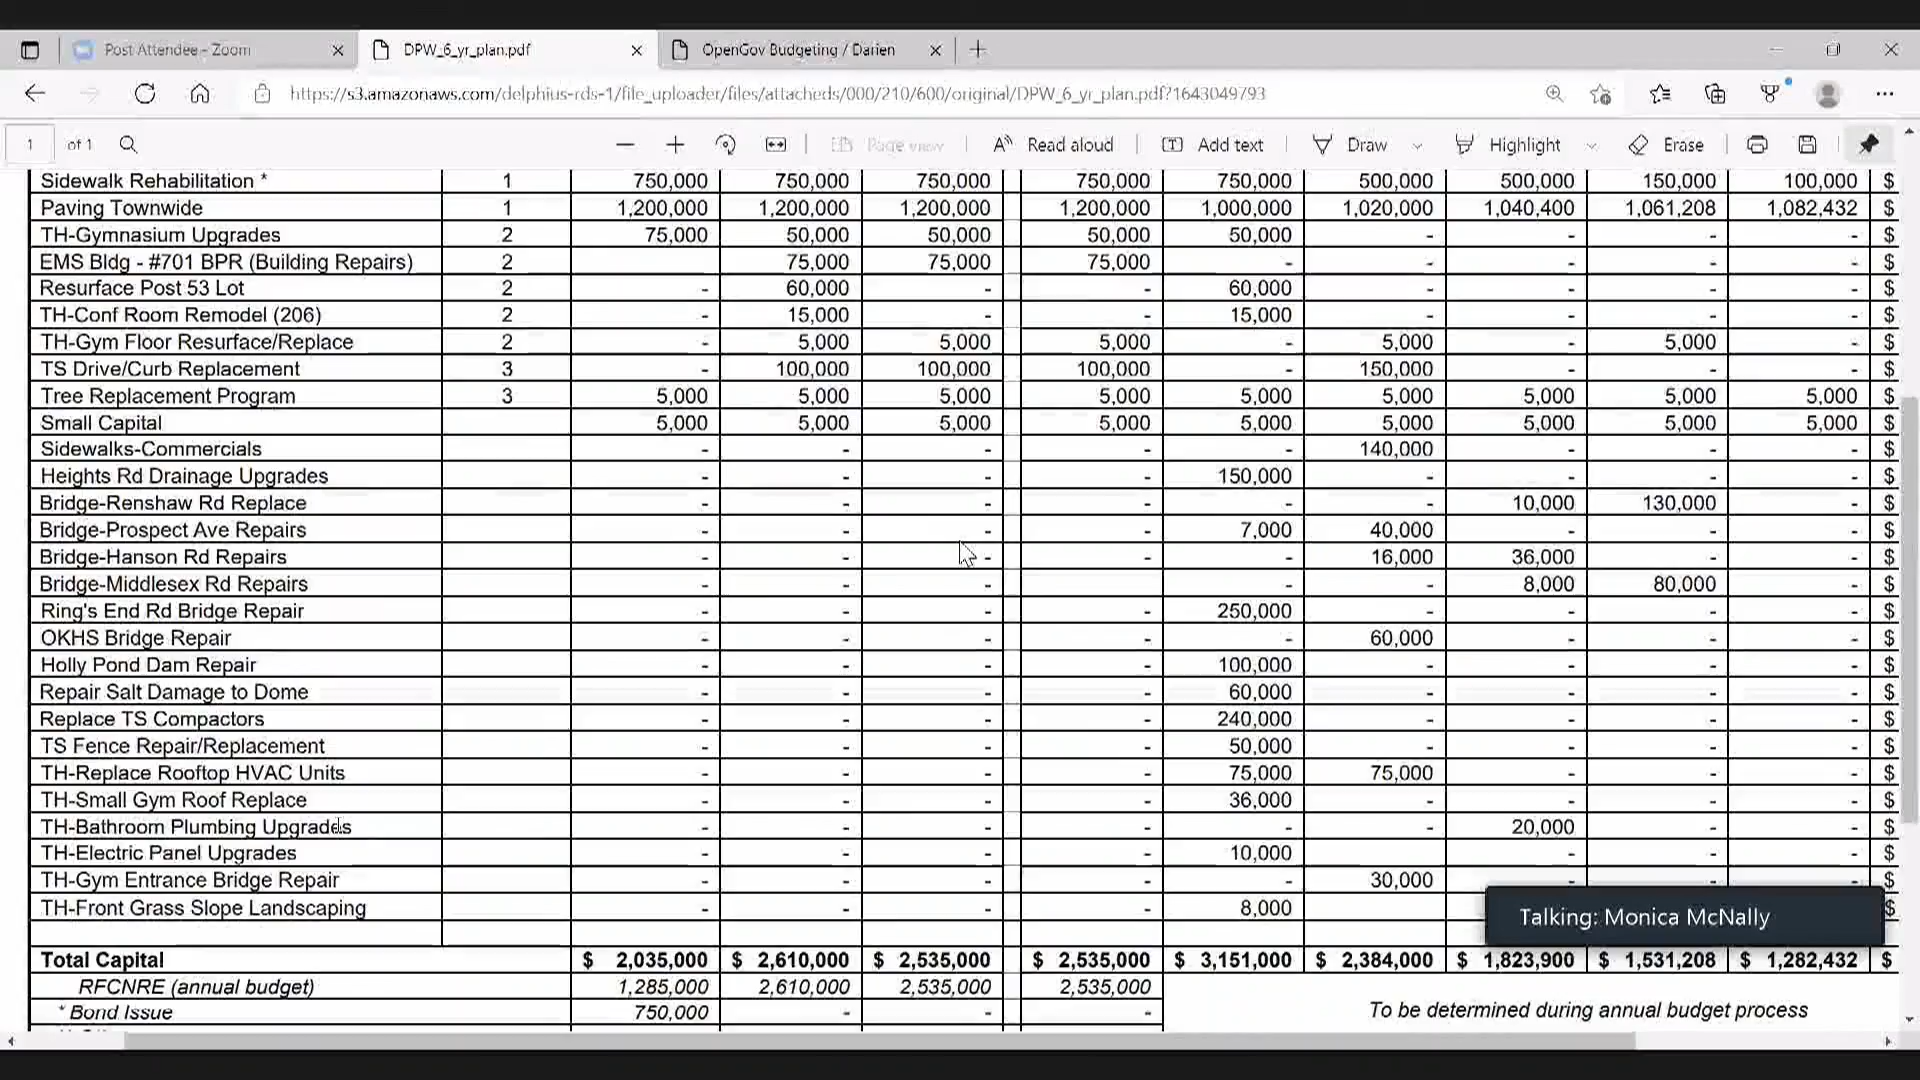 Post Attendee - Zoom DPW_6_yr_plan.pdf OpenGov Budgeting / Darien
https://s3.amazonaws.com/delphius-rds-1/file_uploader/files/attacheds/000/210/600/original/DPW_6_yr_plan.pdf?1643049793
1 of 1 Page view Read aloud Add text Draw Highlight Erase
Sidewalk Rehabilitation * 1 750,000 750,000 750,000 750,000 750,000 500,000 500,000 150,000 100,000 $
Paving Townwide 1 1,200,000 1,200,000 1,200,000 1,200,000 1,000,000 1,020,000 1,040,400 1,061,208 1,082,432 $
TH-Gymnasium Upgrades 2 75,000 50,000 50,000 50,000 50,000 - - - - $
EMS Bldg - #701 BPR (Building Repairs) 2 75,000 75,000 75,000 - - - - - $
Resurface Post 53 Lot 2 - 60,000 - - 60,000 - - - - $
TH-Conf Room Remodel (206) 2 - 15,000 - - 15,000 - - - - $
TH-Gym Floor Resurface/Replace 2 - 5,000 5,000 5,000 - 5,000 - 5,000 - $
TS Drive/Curb Replacement 3 - 100,000 100,000 100,000 - 150,000 - - - $
Tree Replacement Program 3 5,000 5,000 5,000 5,000 5,000 5,000 5,000 5,000 5,000 $
Small Capital 5,000 5,000 5,000 5,000 5,000 5,000 5,000 5,000 5,000 $
Sidewalks-Commercials - - - - - 140,000 - - - $
Heights Rd Drainage Upgrades - - - - 150,000 - - - - $
Bridge-Renshaw Rd Replace - - - - - - 10,000 130,000 - $
Bridge-Prospect Ave Repairs - - - - 7,000 40,000 - - - $
Bridge-Hanson Rd Repairs - - - - - 16,000 36,000 - - $
Bridge-Middlesex Rd Repairs - - - - - - 8,000 80,000 - $
Ring's End Rd Bridge Repair - - - - 250,000 - - - - $
OKHS Bridge Repair - - - - - 60,000 - - - $
Holly Pond Dam Repair - - - - 100,000 - - - - $
Repair Salt Damage to Dome - - - - 60,000 - - - - $
Replace TS Compactors - - - - 240,000 - - - - $
TS Fence Repair/Replacement - - - - 50,000 - - - - $
TH-Replace Rooftop HVAC Units - - - - 75,000 75,000 - - - $
TH-Small Gym Roof Replace - - - - 36,000 - - - - $
TH-Bathroom Plumbing Upgrades - - - - - - 20,000 - - $
TH-Electric Panel Upgrades - - - - 10,000 - - - $
TH-Gym Entrance Bridge Repair - - - - - 30,000 - - - $
TH-Front Grass Slope Landscaping - - - - 8,000 $
Talking: Monica McNally
Total Capital $ 2,035,000 $ 2,610,000 $ 2,535,000 $ 2,535,000 $ 3,151,000 $ 2,384,000 $ 1,823,900 $ 1,531,208 $ 1,282,432 $
RFCNRE (annual budget) 1,285,000 2,610,000 2,535,000 2,535,000
* Bond Issue 750,000 - - - To be determined during annual budget process